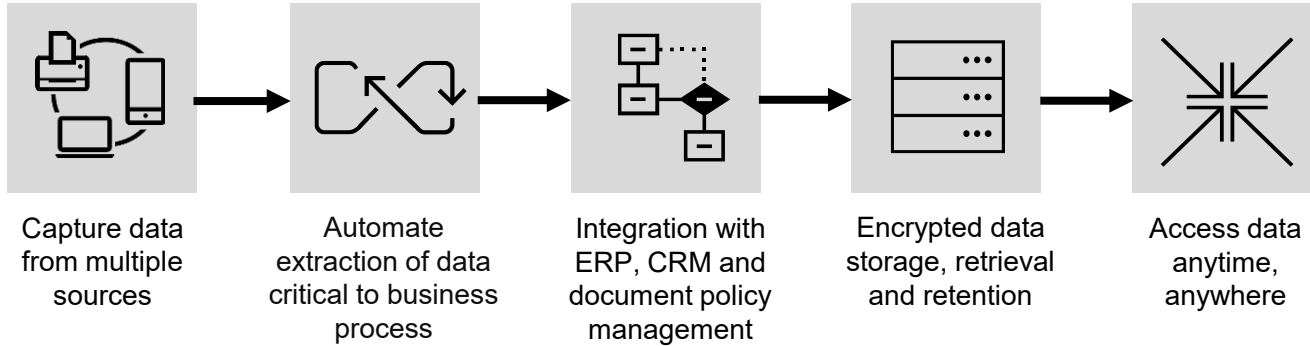 Capture data
from multiple
sources
Automate
extraction of data
critical to business
process
Integration with
ERP, CRM and
document policy
management
Encrypted data
storage, retrieval
and retention
Access data
anytime,
anywhere